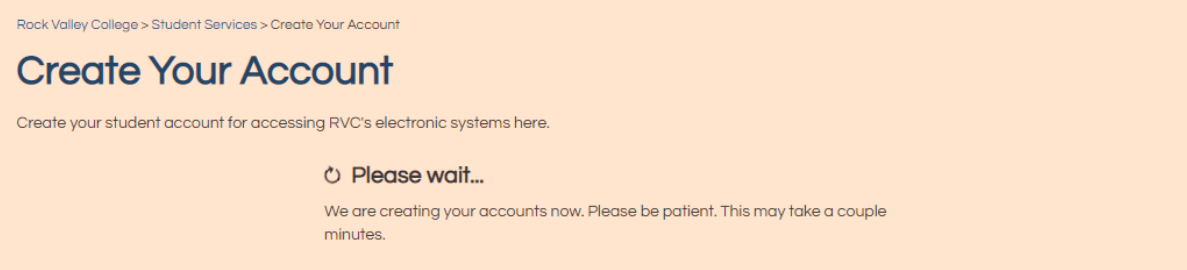 Rock Valley College > Student Services > Create Your Account
Create Your Account
Create your student account for accessing RVC's electronic systems here.
Please wait...
We are creating your accounts now. Please be patient. This may take a couple
minutes.